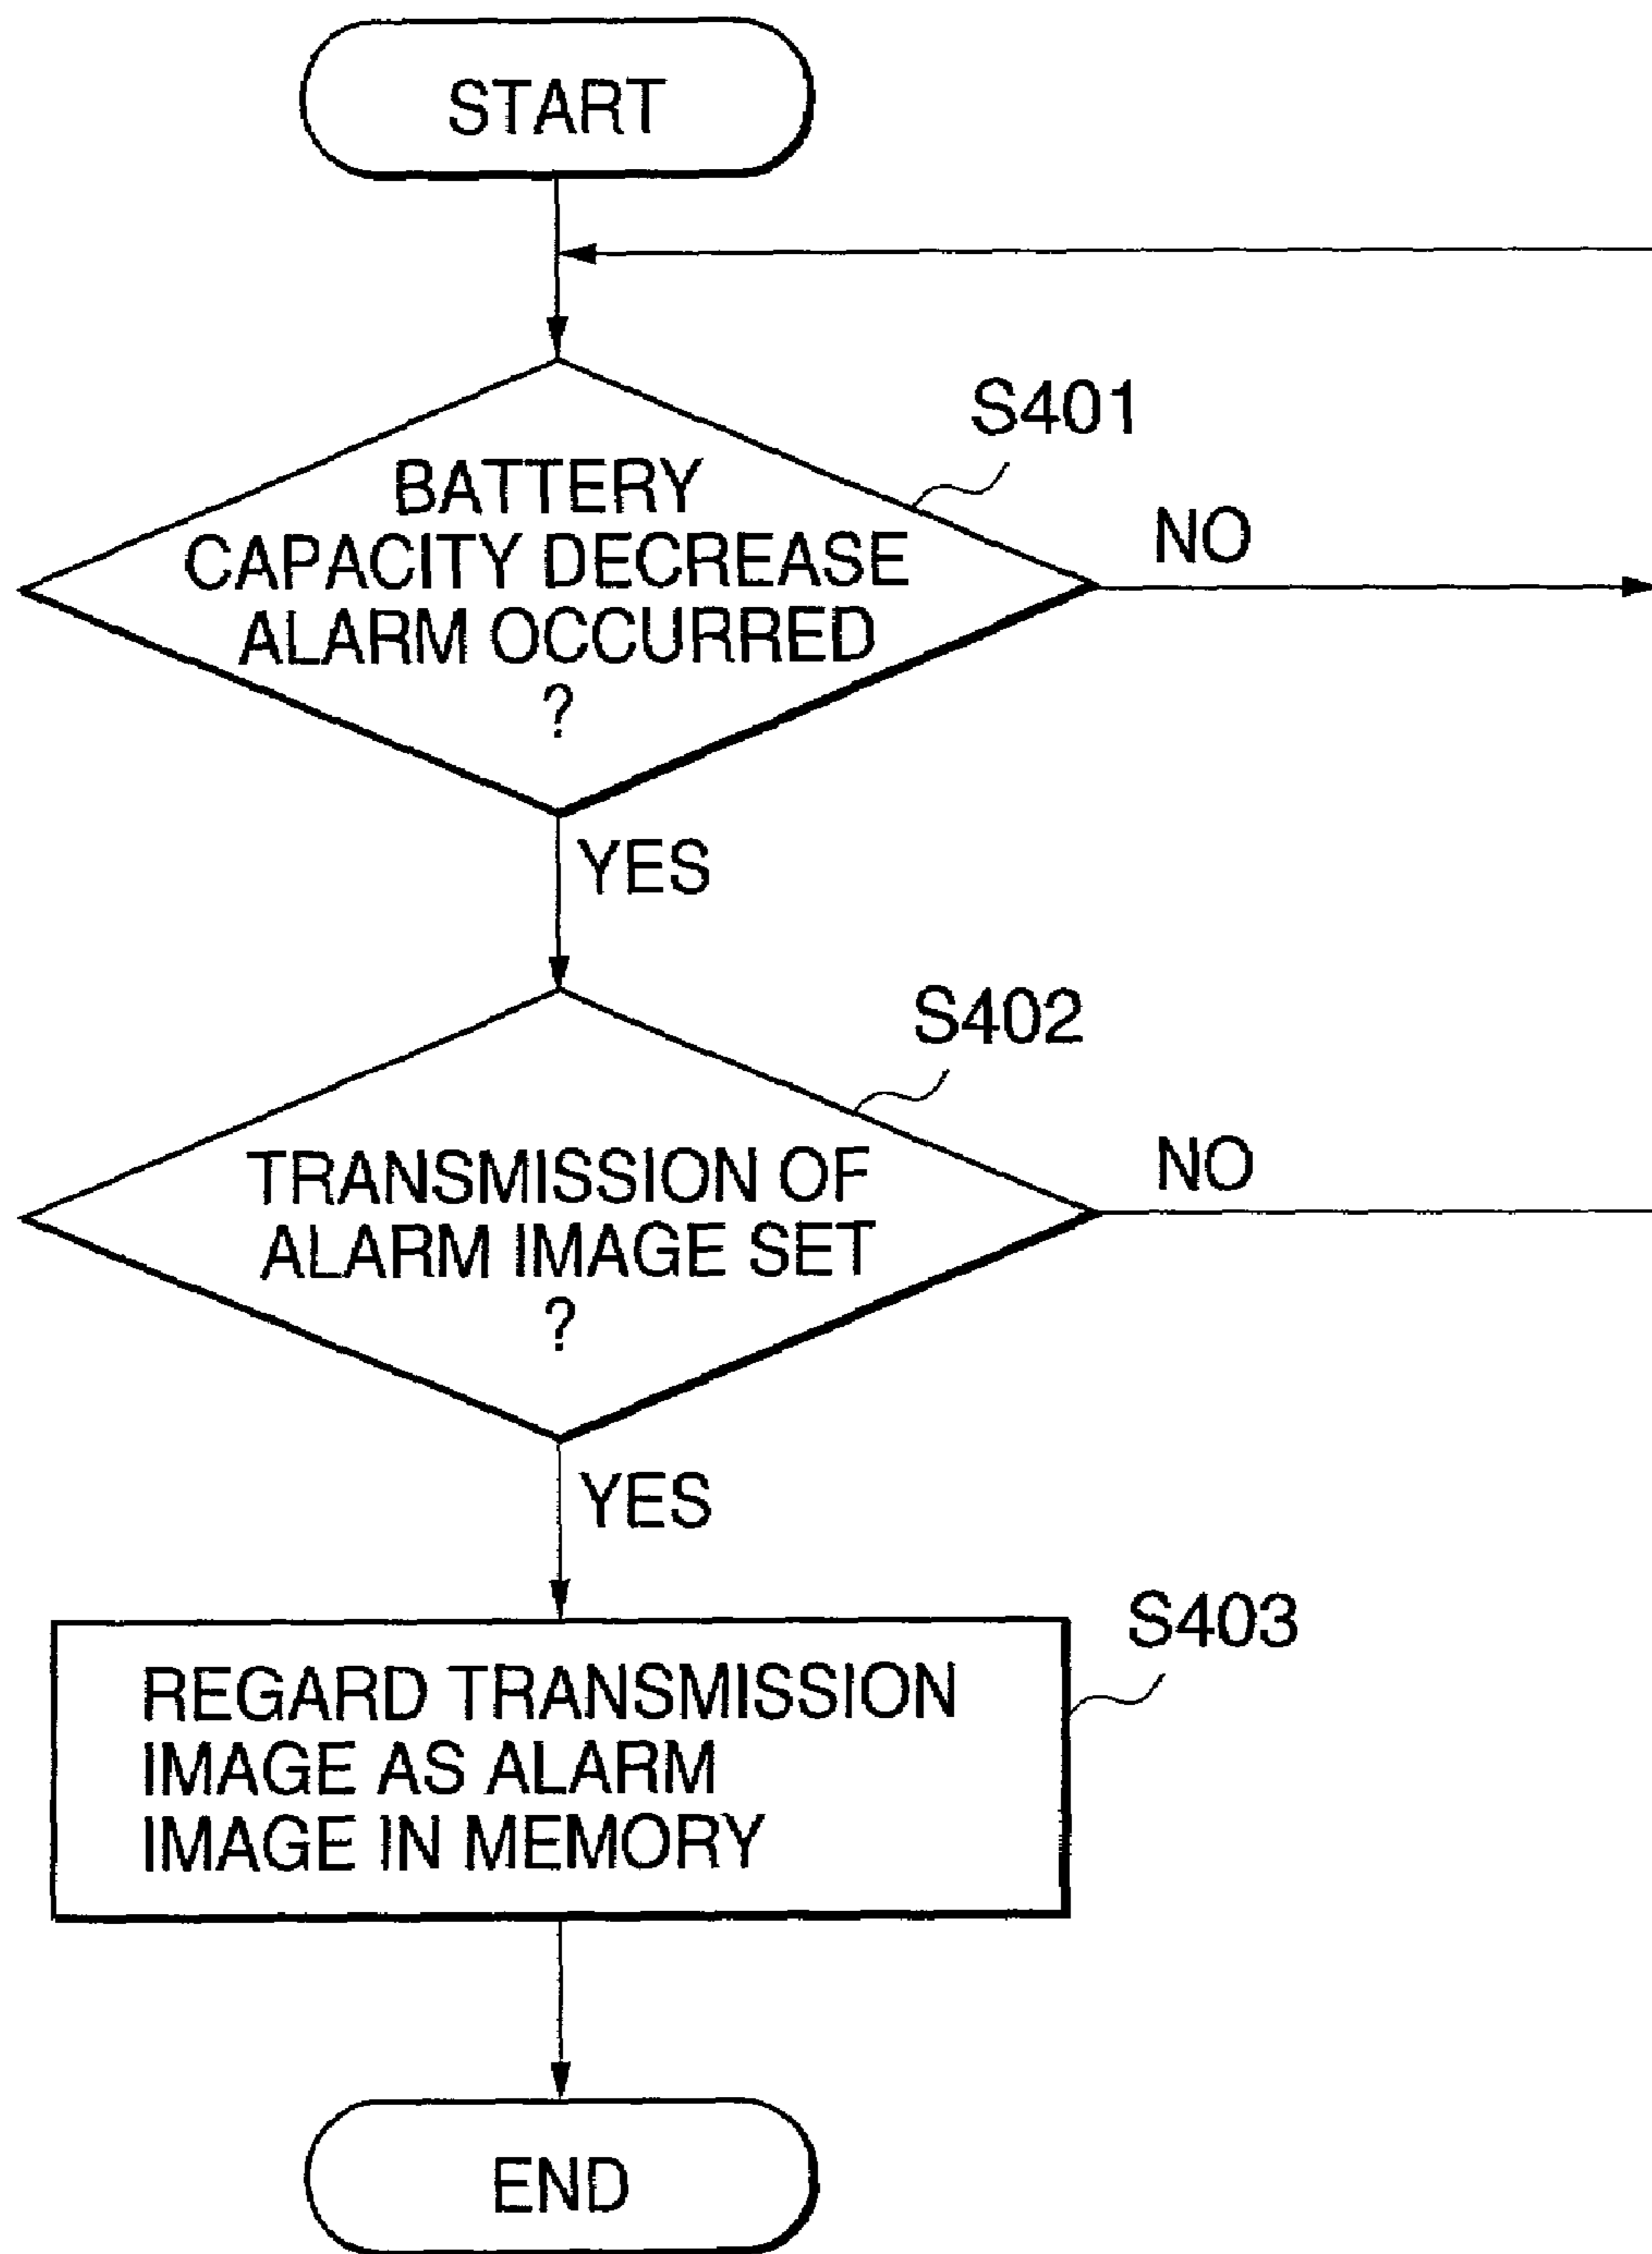 START
S401
BATTERY
CAPACITY DECREASE
ALARM OCCURRED
?
NO
YES
S402
TRANSMISSION OF
ALARM IMAGE SET
?
NO
YES
S403
REGARD TRANSMISSION
IMAGE AS ALARM
IMAGE IN MEMORY
END